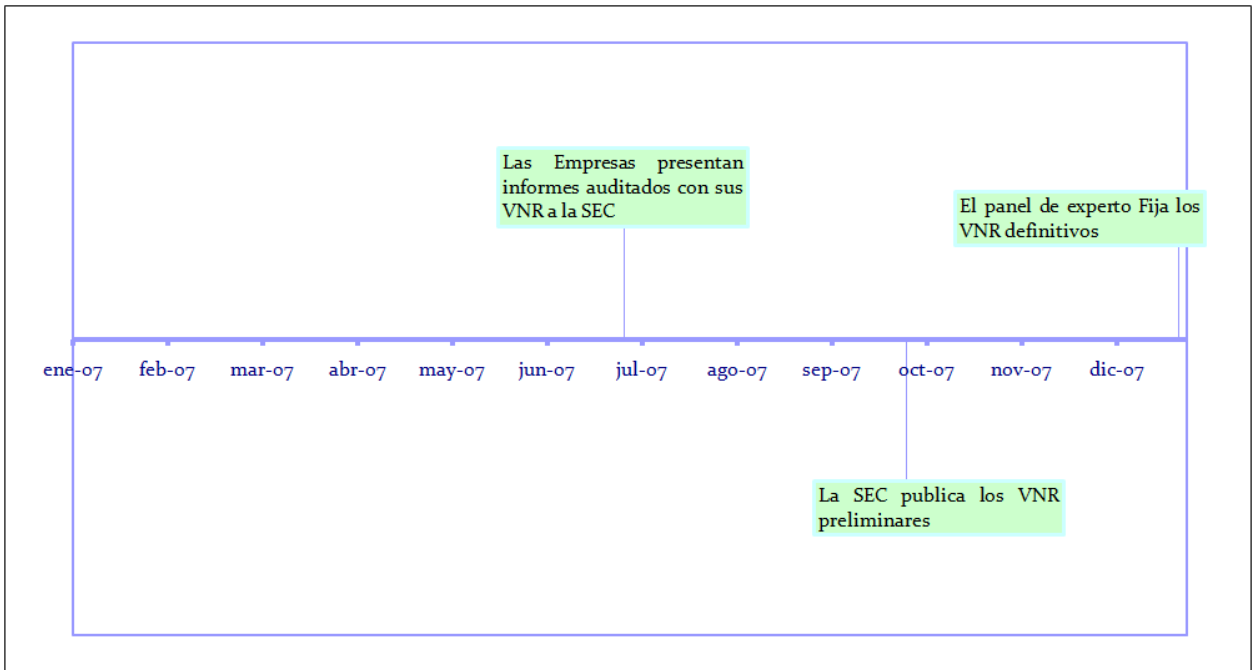 Las Empresas presentan
informes auditados con sus
VNR a la SEC
El panel de experto Fija los
VNR definitivos
ene-07 feb-07 mar-07 abr-07 may-07 jun-07 jul-07 ago-07 sep-07 oct-07 nov-07 dic-07
La SEC publica los VNR
preliminares